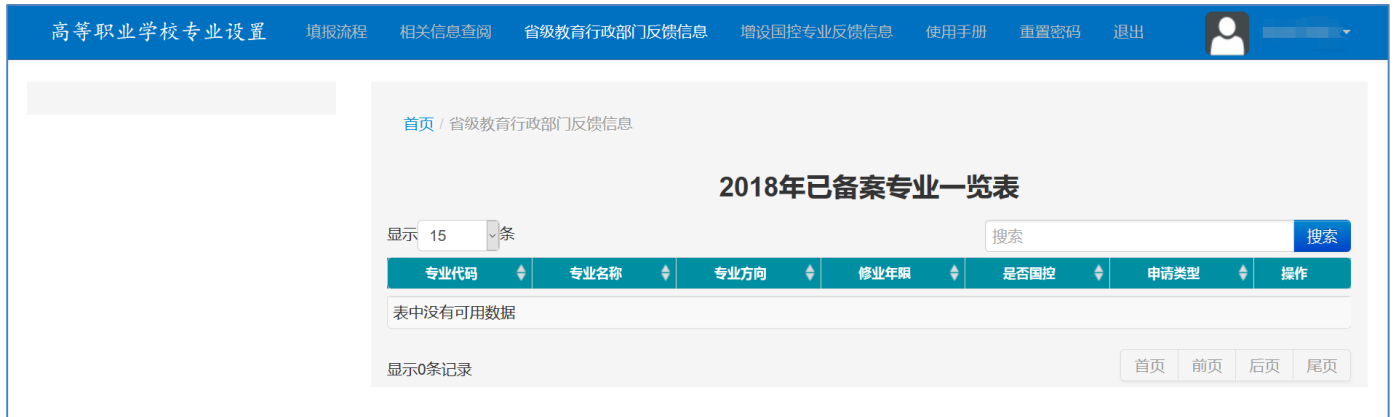 高等职业学校专业设置 填报流程 相关信息查阅 省级教育行政部门反馈信息 增设国控专业反馈信息 使用手册 重置密码 退出
首页 / 省级教育行政部门反馈信息
2018年已备案专业一览表
显示 15 条 搜索 搜索
专业代码 专业名称 专业方向 修业年限 是否国控 申请类型 操作
表中没有可用数据
显示0条记录 首页 前页 后页 尾页